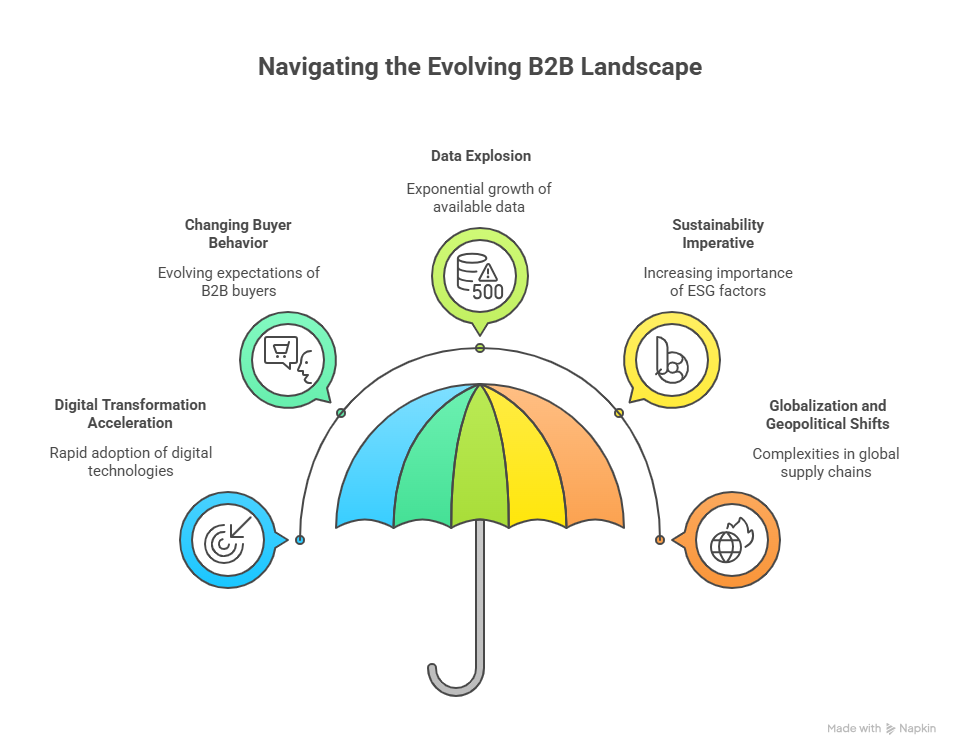 Navigating the Evolving B2B Landscape
Data Explosion
Exponential growth of
available data
Changing Buyer
Behavior
Evolving expectations of
B2B buyers
Sustainability
Imperative
Increasing importance
of ESG factors
500
Digital Transformation
Acceleration
Rapid adoption of digital
technologies
Globalization and
Geopolitical Shifts
Complexities in global
supply chains
Made with Napkin